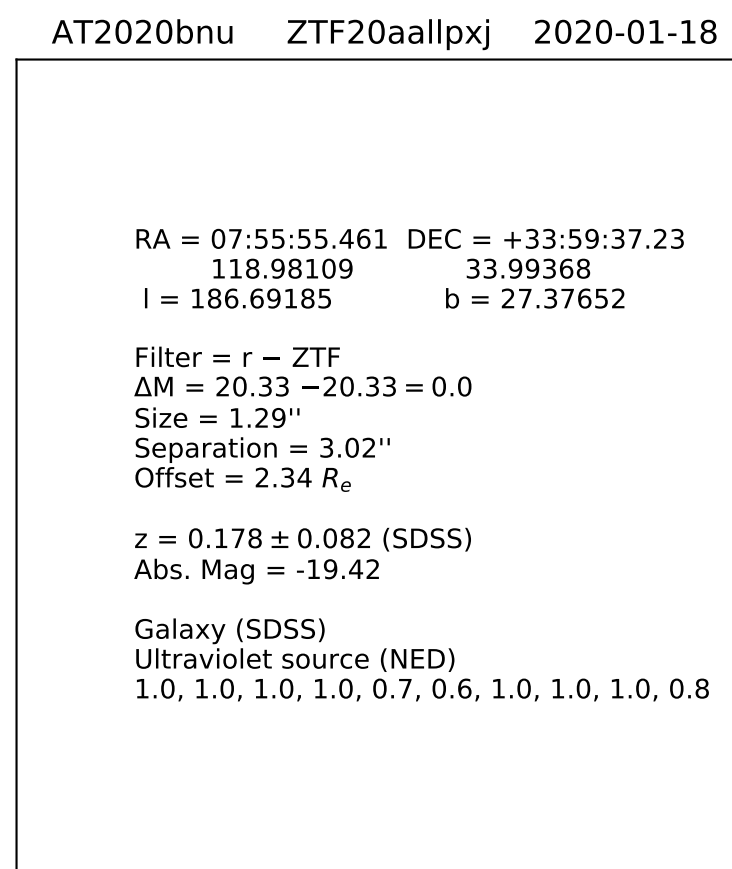 AT2020bnu ZTF20aallpxj 2020-01-18
RA = 07:55:55.461 DEC = +33:59:37.23
118.98109 33.99368
l = 186.69185 b = 27.37652
Filter = r − ZTF
ΔM = 20.33 −20.33 = 0.0
Size = 1.29''
Separation = 3.02''
Offset = 2.34 Rₑ
z = 0.178 ± 0.082 (SDSS)
Abs. Mag = -19.42
Galaxy (SDSS)
Ultraviolet source (NED)
1.0, 1.0, 1.0, 1.0, 0.7, 0.6, 1.0, 1.0, 1.0, 0.8